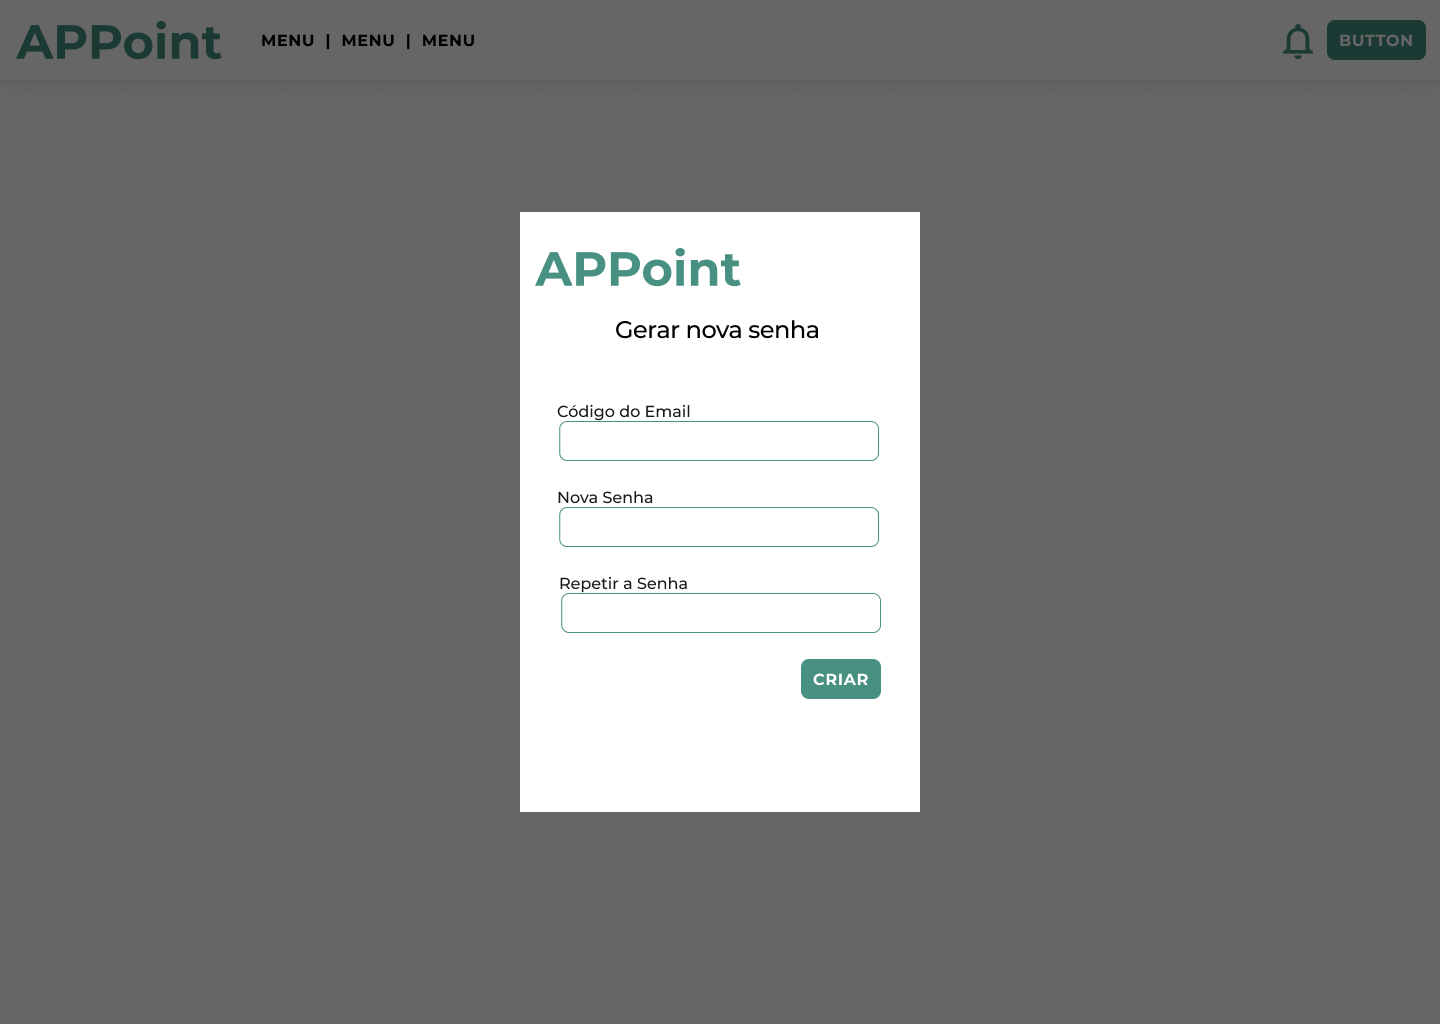 APPoint MENU | MENU | MENU BUTTON
APPoint
Gerar nova senha
Código do Email
Nova Senha
Repetir a Senha
CRIAR